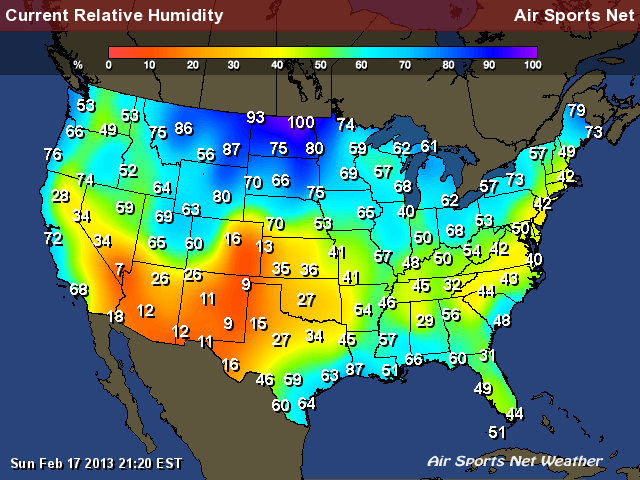 Current Relative Humidity Air Sports Net
% 0 10 20 30 40 50 60 70 80 90 100
53 53 93 100 74 79
66 49 75 86 73
76 56 87 75 80 59 62 61 57 49
74 52 64 70 66 75 69 57 68 57 73 42
28 59 63 80 65 40 62 42
34 69 70 53 53 50
72 34 65 60 16 13 41 57 50 68 54 42 40
7 26 26 35 36 41 48 50 43
68 9 45 32 44
18 12 11 27 54 46 29 56 48
12 11 9 15 27 34 45 57
16 46 59 63 87 51 66 60 31
60 64 49
44
51
Sun Feb 17 2013 21:20 EST Air Sports Net Weather